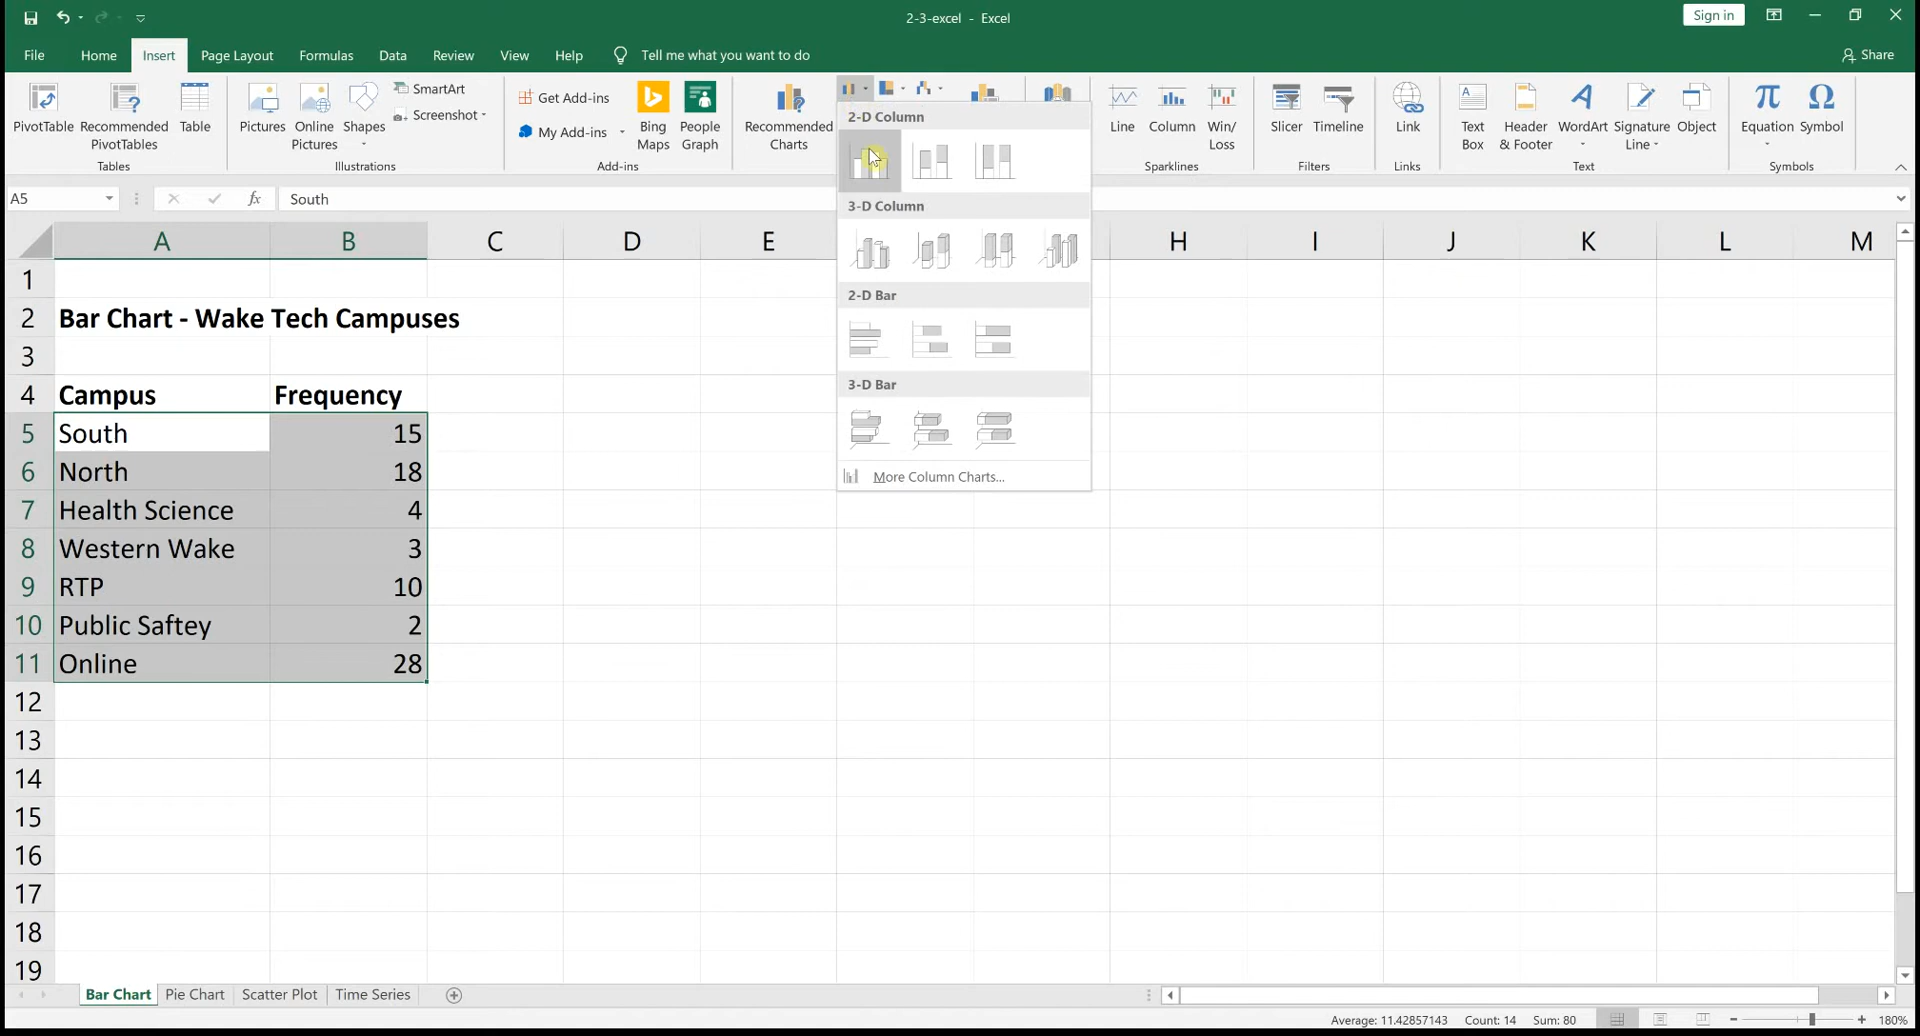 2-3-excel - Excel
Sign in
File Home Insert Page Layout Formulas Data Review View Help Tell me what you want to do Share
PivotTable
Recommended PivotTables
Table
Tables
Pictures
Online Pictures
Shapes
SmartArt
Screenshot
Illustrations
Get Add-ins
My Add-ins
Bing Maps
People Graph
Add-ins
Recommended Charts
Line
Column
Win/ Loss
Sparklines
Slicer
Timeline
Filters
Link
Links
Text Box
Header & Footer
WordArt
Signature Line
Object
Text
Equation
Symbol
Symbols
2-D Column
3-D Column
2-D Bar
3-D Bar
More Column Charts...
A5 fx South
A B C D E H I J K L M
1
2 Bar Chart - Wake Tech Campuses
3
4 Campus Frequency
5 South 15
6 North 18
7 Health Science 4
8 Western Wake 3
9 RTP 10
10 Public Saftey 2
11 Online 28
12
13
14
15
16
17
18
19
Bar Chart Pie Chart Scatter Plot Time Series
Average: 11.42857143 Count: 14 Sum: 80 180%